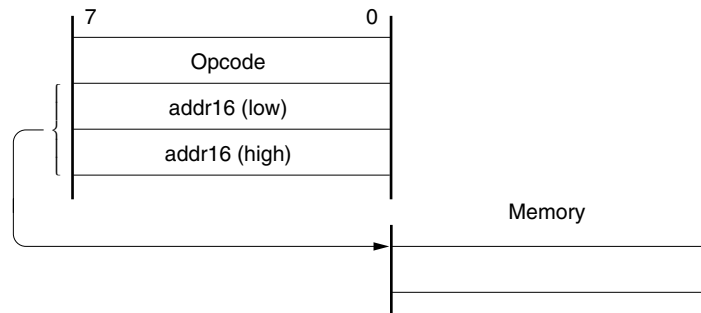 7 0
Opcode
addr16 (low)
addr16 (high)
Memory